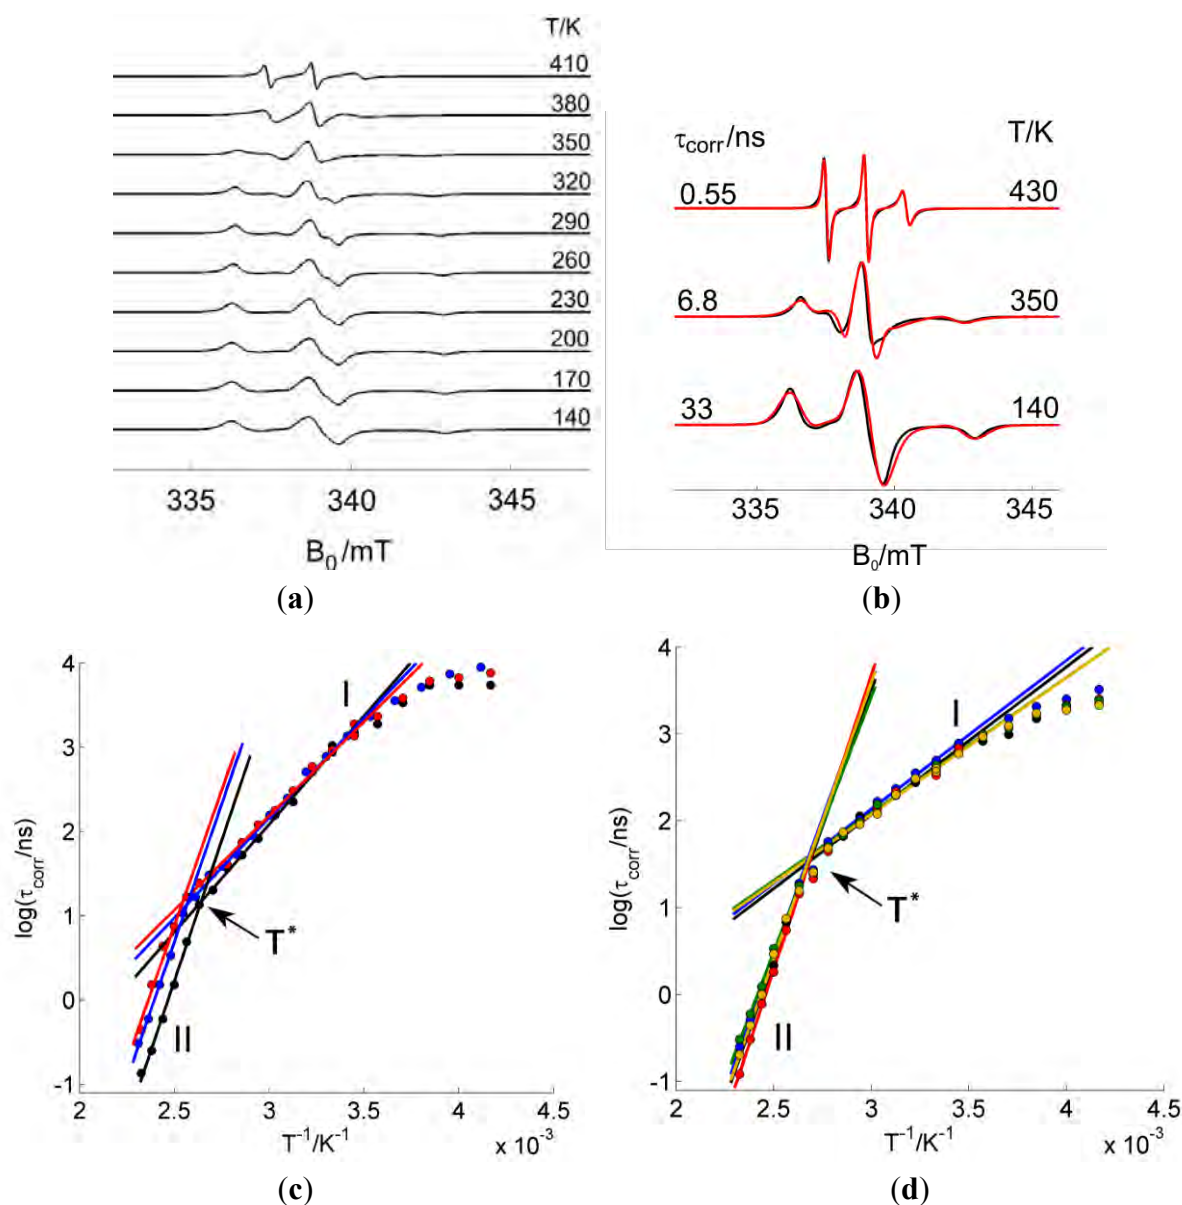 T/K
410
380
350
320
290
260
230
200
170
140
335 340 345
B0/mT
(a)
τcorr/ns T/K
0.55 430
6.8 350
33 140
335 340 345
B0/mT
(b)
4
3
2
1
0
-1
log(τcorr/ns)
I
T*
II
2 2.5 3 3.5 4 4.5
T-1/K-1
x 10-3
(c)
4
3
2
1
0
-1
log(τcorr/ns)
I
T*
II
2 2.5 3 3.5 4 4.5
T-1/K-1
x 10-3
(d)